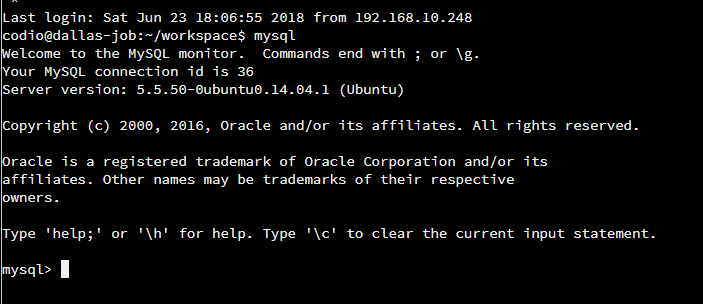 Last login: Sat Jun 23 18:06:55 2018 from 192.168.10.248
codio@dallas-job:~/workspace$ mysql
Welcome to the MySQL monitor.  Commands end with ; or \g.
Your MySQL connection id is 36
Server version: 5.5.50-0ubuntu0.14.04.1 (Ubuntu)
Copyright (c) 2000, 2016, Oracle and/or its affiliates. All rights reserved.
Oracle is a registered trademark of Oracle Corporation and/or its
affiliates. Other names may be trademarks of their respective
owners.
Type 'help;' or '\h' for help. Type '\c' to clear the current input statement.
mysql>